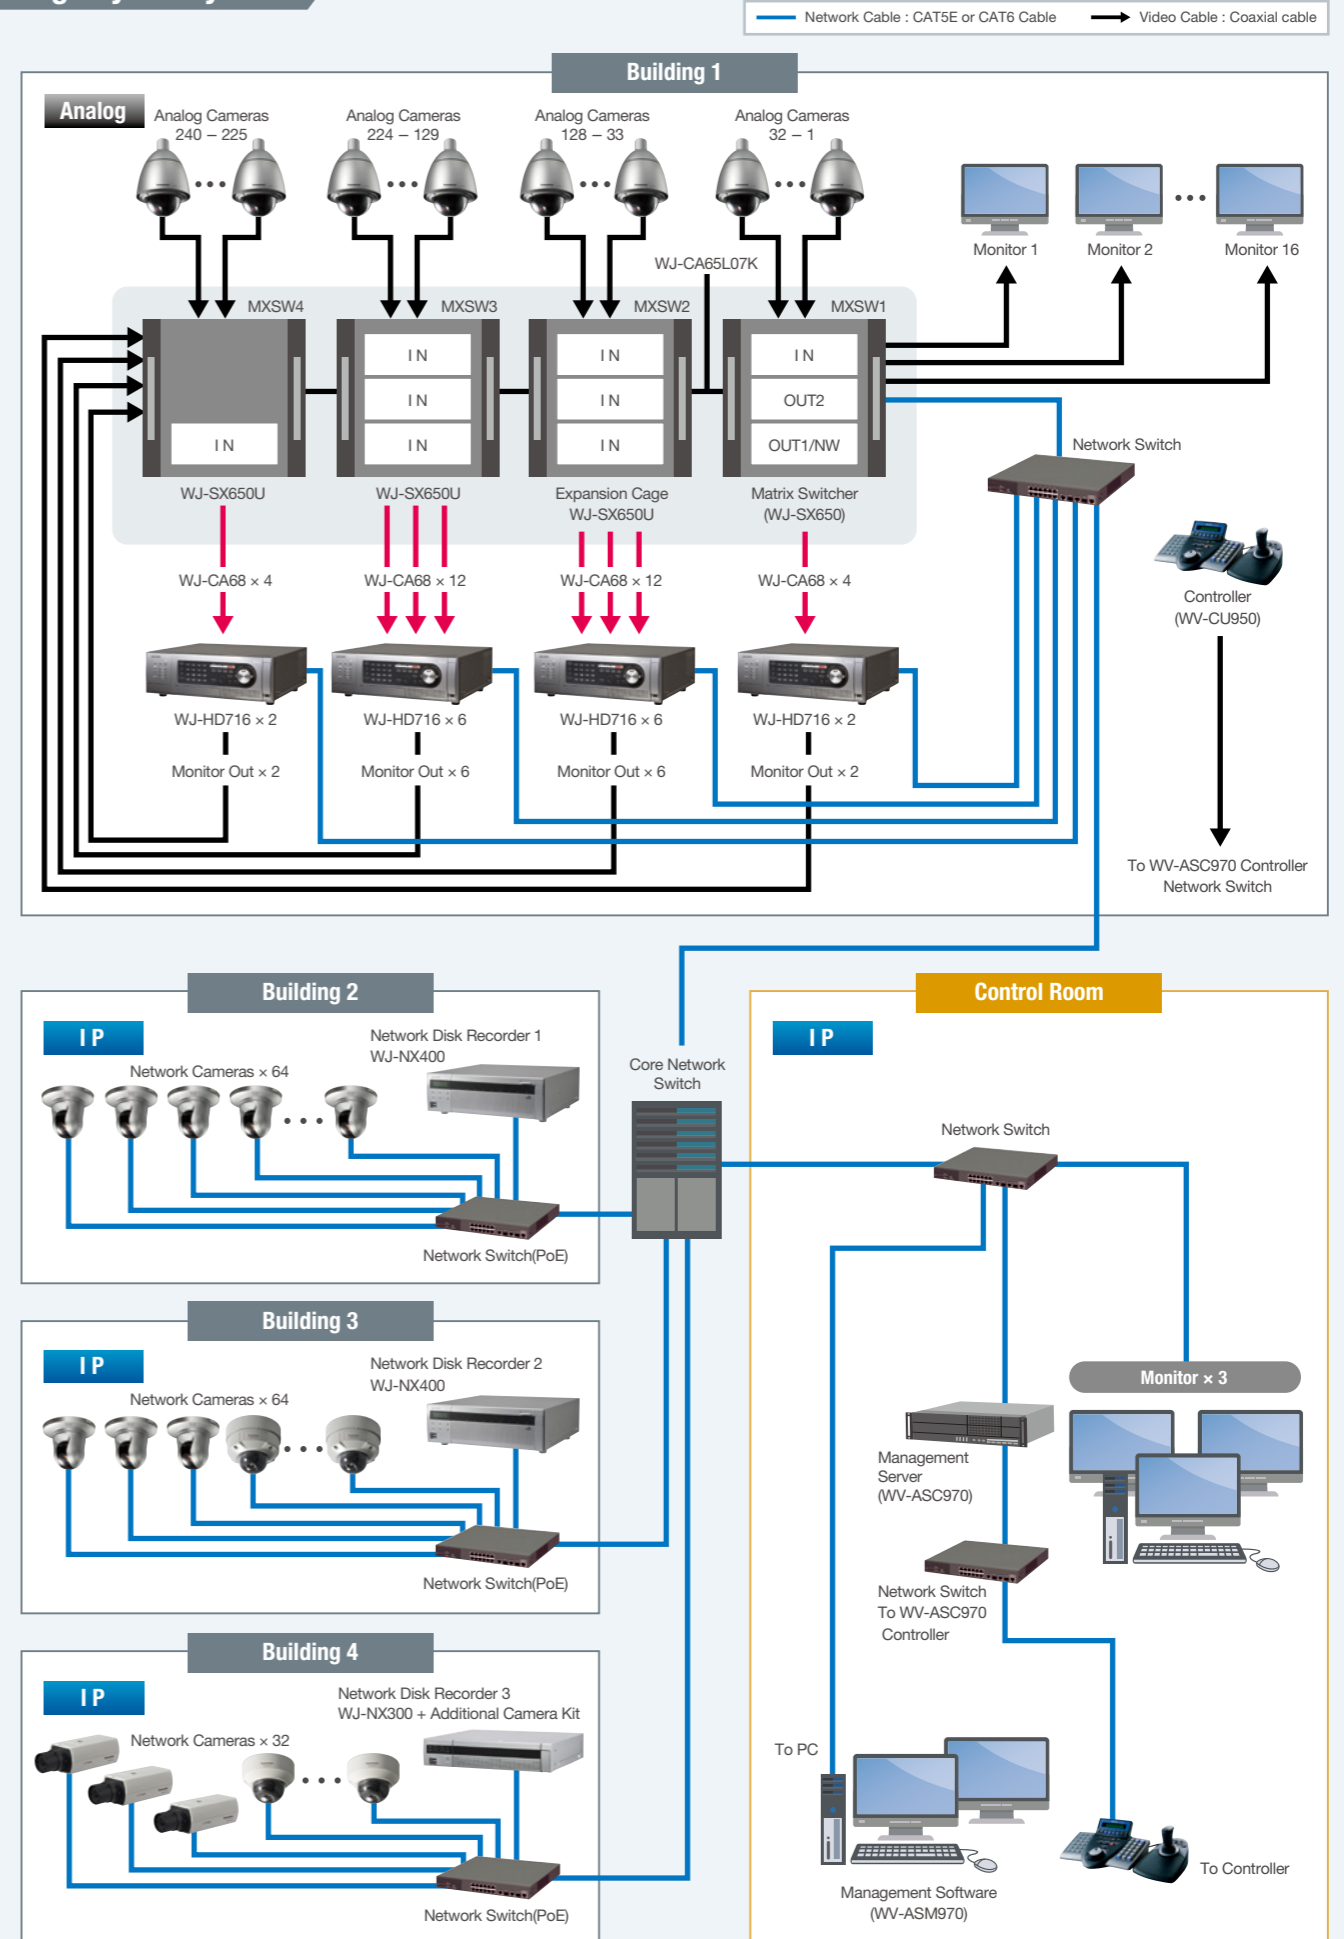 Network Cable : CAT5E or CAT6 Cable
Video Cable : Coaxial cable
Building 1
Analog
Analog Cameras
240 – 225
Analog Cameras
224 – 129
Analog Cameras
128 – 33
Analog Cameras
32 – 1
Monitor 1
Monitor 2
Monitor 16
WJ-CA65L07K
MXSW4
MXSW3
MXSW2
MXSW1
IN
IN
IN
IN
IN
IN
OUT2
IN
IN
IN
OUT1/NW
WJ-SX650U
WJ-SX650U
Expansion Cage
WJ-SX650U
Matrix Switcher
(WJ-SX650)
Network Switch
WJ-CA68 × 4
WJ-CA68 × 12
WJ-CA68 × 12
WJ-CA68 × 4
Controller
(WV-CU950)
WJ-HD716 × 2
WJ-HD716 × 6
WJ-HD716 × 6
WJ-HD716 × 2
Monitor Out × 2
Monitor Out × 6
Monitor Out × 6
Monitor Out × 2
To WV-ASC970 Controller
Network Switch
Building 2
IP
Network Disk Recorder 1
WJ-NX400
Network Cameras × 64
Network Switch(PoE)
Core Network
Switch
Building 3
IP
Network Disk Recorder 2
WJ-NX400
Network Cameras × 64
Network Switch(PoE)
Building 4
IP
Network Disk Recorder 3
WJ-NX300 + Additional Camera Kit
Network Cameras × 32
Network Switch(PoE)
Control Room
IP
Network Switch
Monitor × 3
Management
Server
(WV-ASC970)
Network Switch
To WV-ASC970
Controller
To PC
To Controller
Management Software
(WV-ASM970)